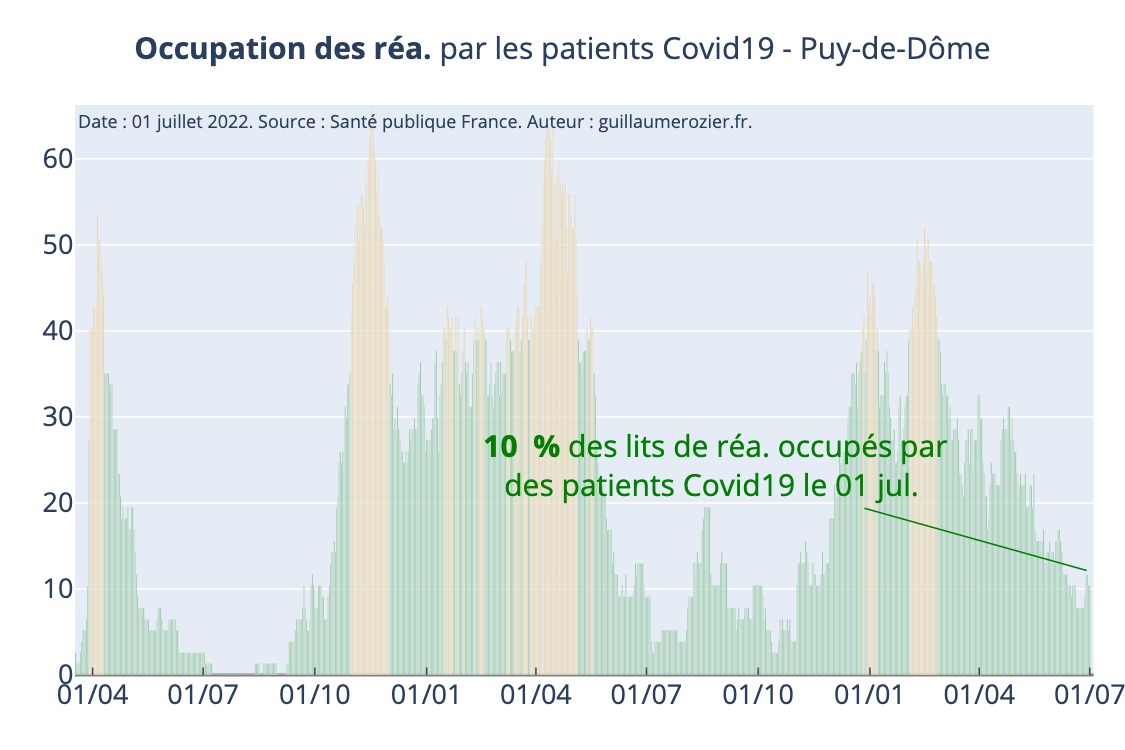 Occupation des réa. par les patients Covid19 - Puy-de-Dôme
Date : 01 juillet 2022. Source : Santé publique France. Auteur : guillaumerozier.fr.
60
50
40
30
10 % des lits de réa. occupés par
des patients Covid19 le 01 jul.
20
10
0
01/04 01/07 01/10 01/01 01/04 01/07 01/10 01/01 01/04 01/07